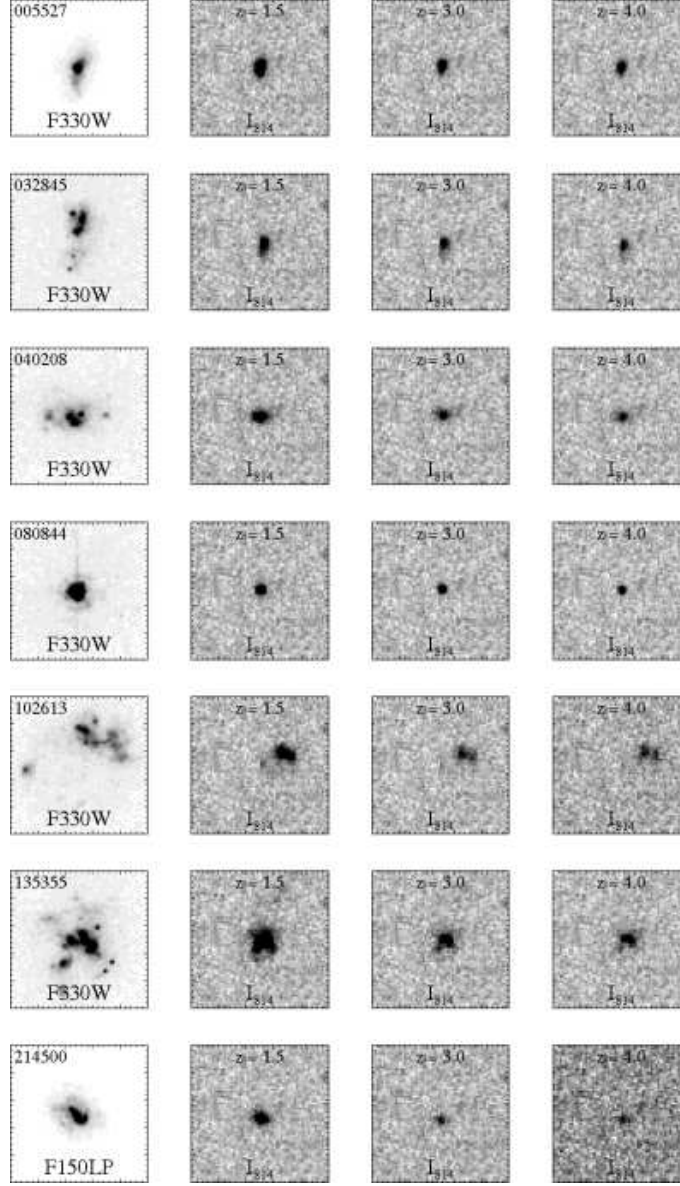 005527 z = 1.5 z = 3.0 z = 4.0
F330W I814 I814 I814
032845 z = 1.5 z = 3.0 z = 4.0
F330W I814 I814 I814
040208 z = 1.5 z = 3.0 z = 4.0
F330W I814 I814 I814
080844 z = 1.5 z = 3.0 z = 4.0
F330W I814 I814 I814
102613 z = 1.5 z = 3.0 z = 4.0
F330W I814 I814 I814
135355 z = 1.5 z = 3.0 z = 4.0
F330W I814 I814 I814
214500 z = 1.5 z = 3.0 z = 4.0
F150LP I814 I814 I814